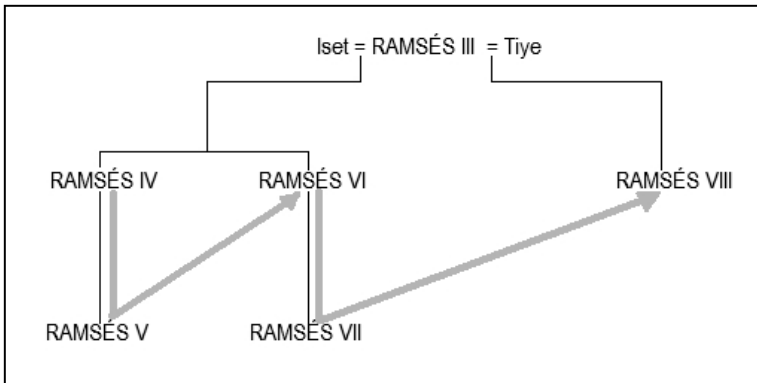 Iset = RAMSÉS III = Tiye
RAMSÉS IV RAMSÉS VI RAMSÉS VIII
RAMSÉS V RAMSÉS VII